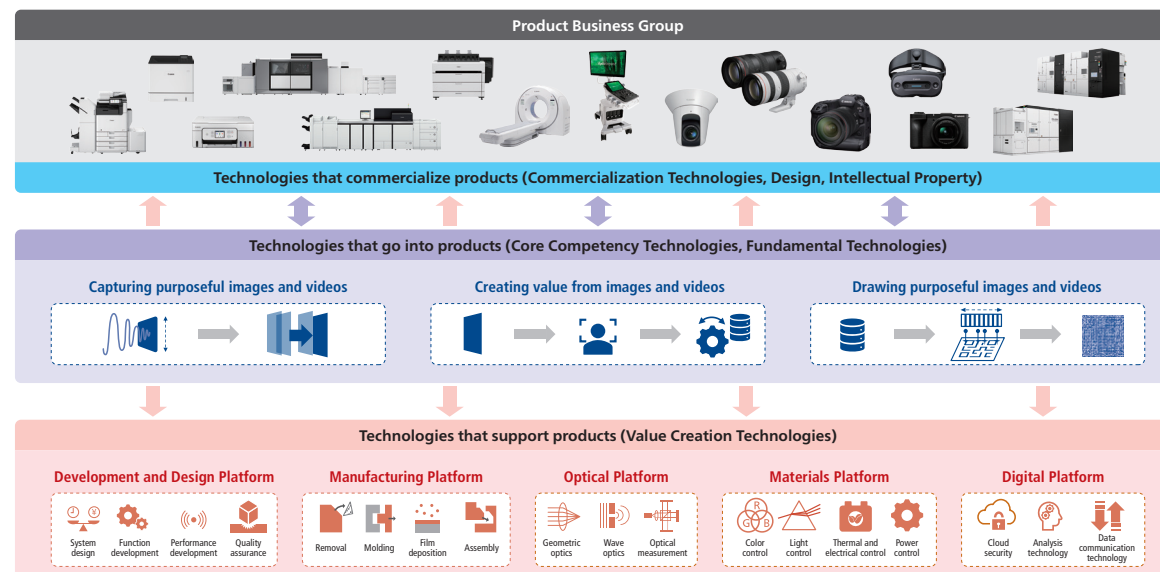 Product Business Group
Technologies that commercialize products (Commercialization Technologies, Design, Intellectual Property)
Technologies that go into products (Core Competency Technologies, Fundamental Technologies)
Capturing purposeful images and videos
Creating value from images and videos
Drawing purposeful images and videos
Technologies that support products (Value Creation Technologies)
Development and Design Platform
System
design
Function
development
Performance
development
Quality
assurance
Manufacturing Platform
Removal
Molding
Film
deposition
Assembly
Optical Platform
Geometric
optics
Wave
optics
Optical
measurement
Materials Platform
R
G
B
Color
control
Light
control
Thermal and
electrical control
Power
control
Digital Platform
Cloud
security
Analysis
technology
Data
communication
technology